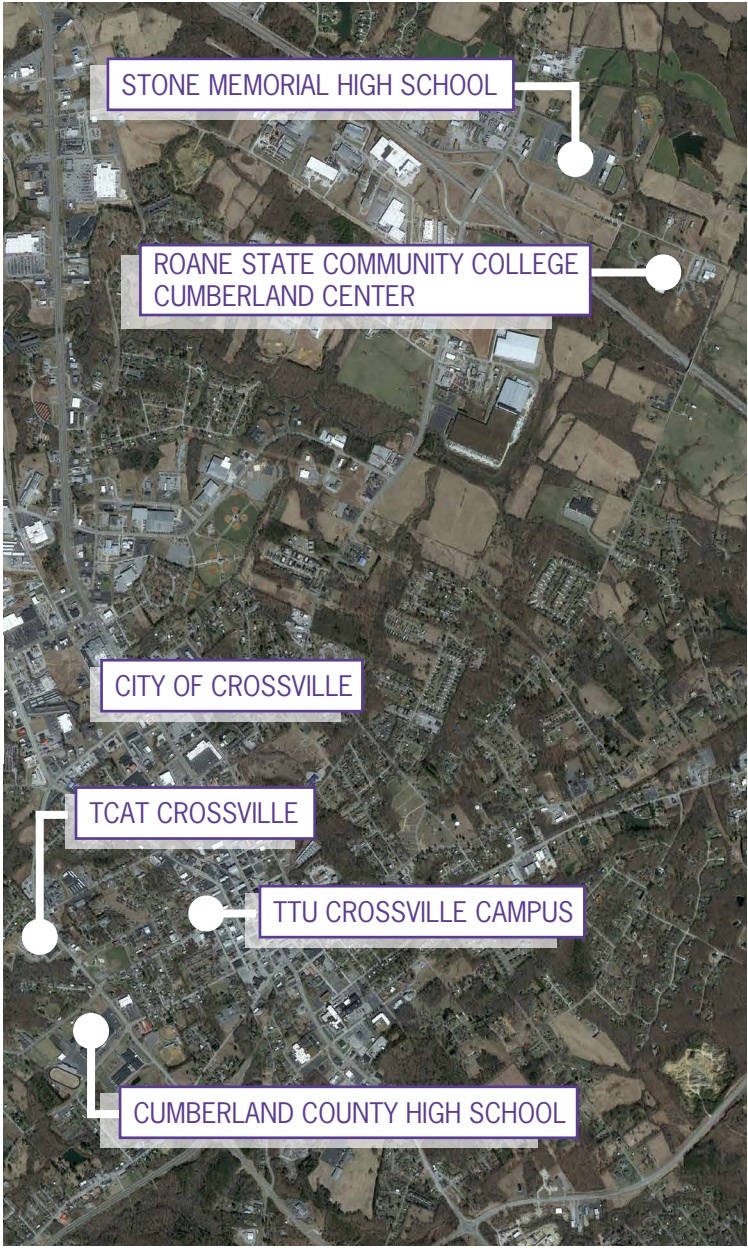 STONE MEMORIAL HIGH SCHOOL
ROANE STATE COMMUNITY COLLEGE
CUMBERLAND CENTER
CITY OF CROSSVILLE
TCAT CROSSVILLE
TTU CROSSVILLE CAMPUS
CUMBERLAND COUNTY HIGH SCHOOL